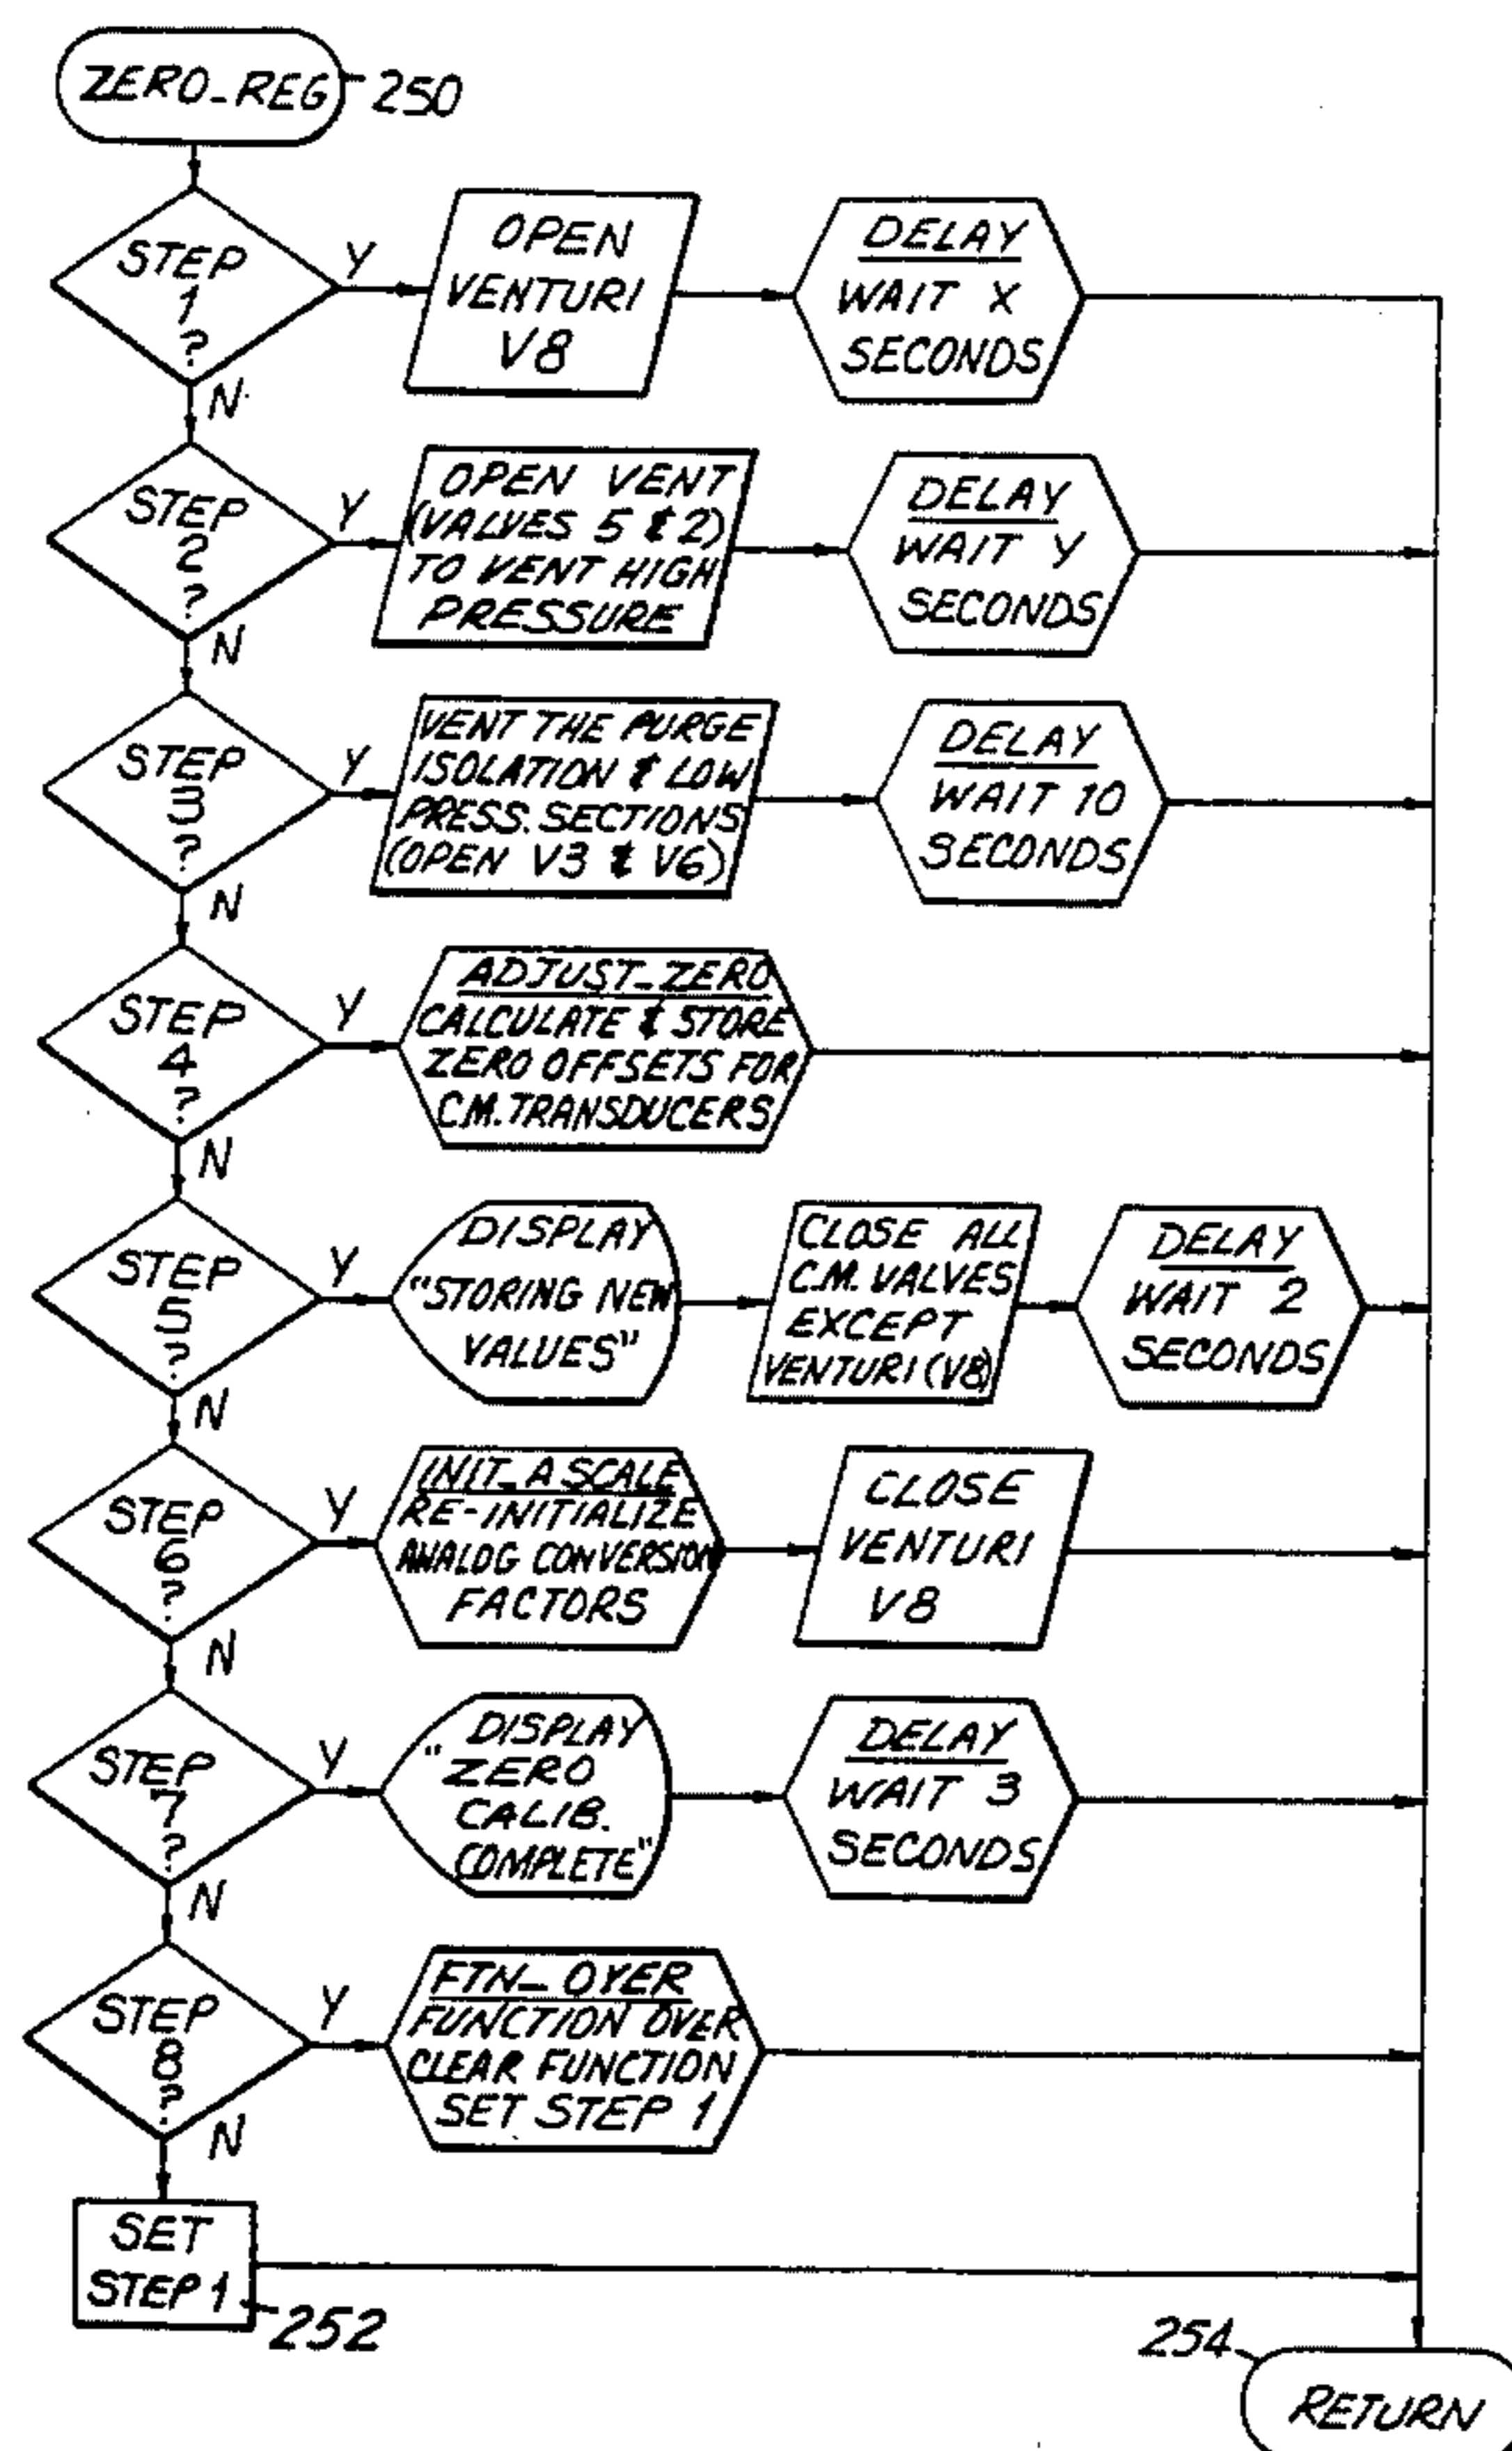 ZERO_REG 250
STEP
1
?
Y
OPEN
VENTURI
V8
DELAY
WAIT X
SECONDS
N
STEP
2
?
Y
OPEN VENT
(VALVES 5 & 2)
TO VENT HIGH
PRESSURE
DELAY
WAIT Y
SECONDS
N
STEP
3
?
Y
VENT THE PURGE
ISOLATION & LOW
PRESS. SECTIONS
(OPEN V3 & V6)
DELAY
WAIT 10
SECONDS
N
STEP
4
?
Y
ADJUST_ZERO
CALCULATE & STORE
ZERO OFFSETS FOR
C.M. TRANSDUCERS
N
STEP
5
?
Y
DISPLAY
"STORING NEW
VALUES"
CLOSE ALL
C.M. VALVES
EXCEPT
VENTURI (V8)
DELAY
WAIT 2
SECONDS
N
STEP
6
?
Y
INIT_A SCALE
RE-INITIALIZE
ANALOG CONVERSION
FACTORS
CLOSE
VENTURI
V8
N
STEP
7
?
Y
DISPLAY
"ZERO
CALIB.
COMPLETE"
DELAY
WAIT 3
SECONDS
N
STEP
8
?
Y
FTN_OVER
FUNCTION OVER
CLEAR FUNCTION
SET STEP 1
N
SET
STEP 1
252
254
RETURN